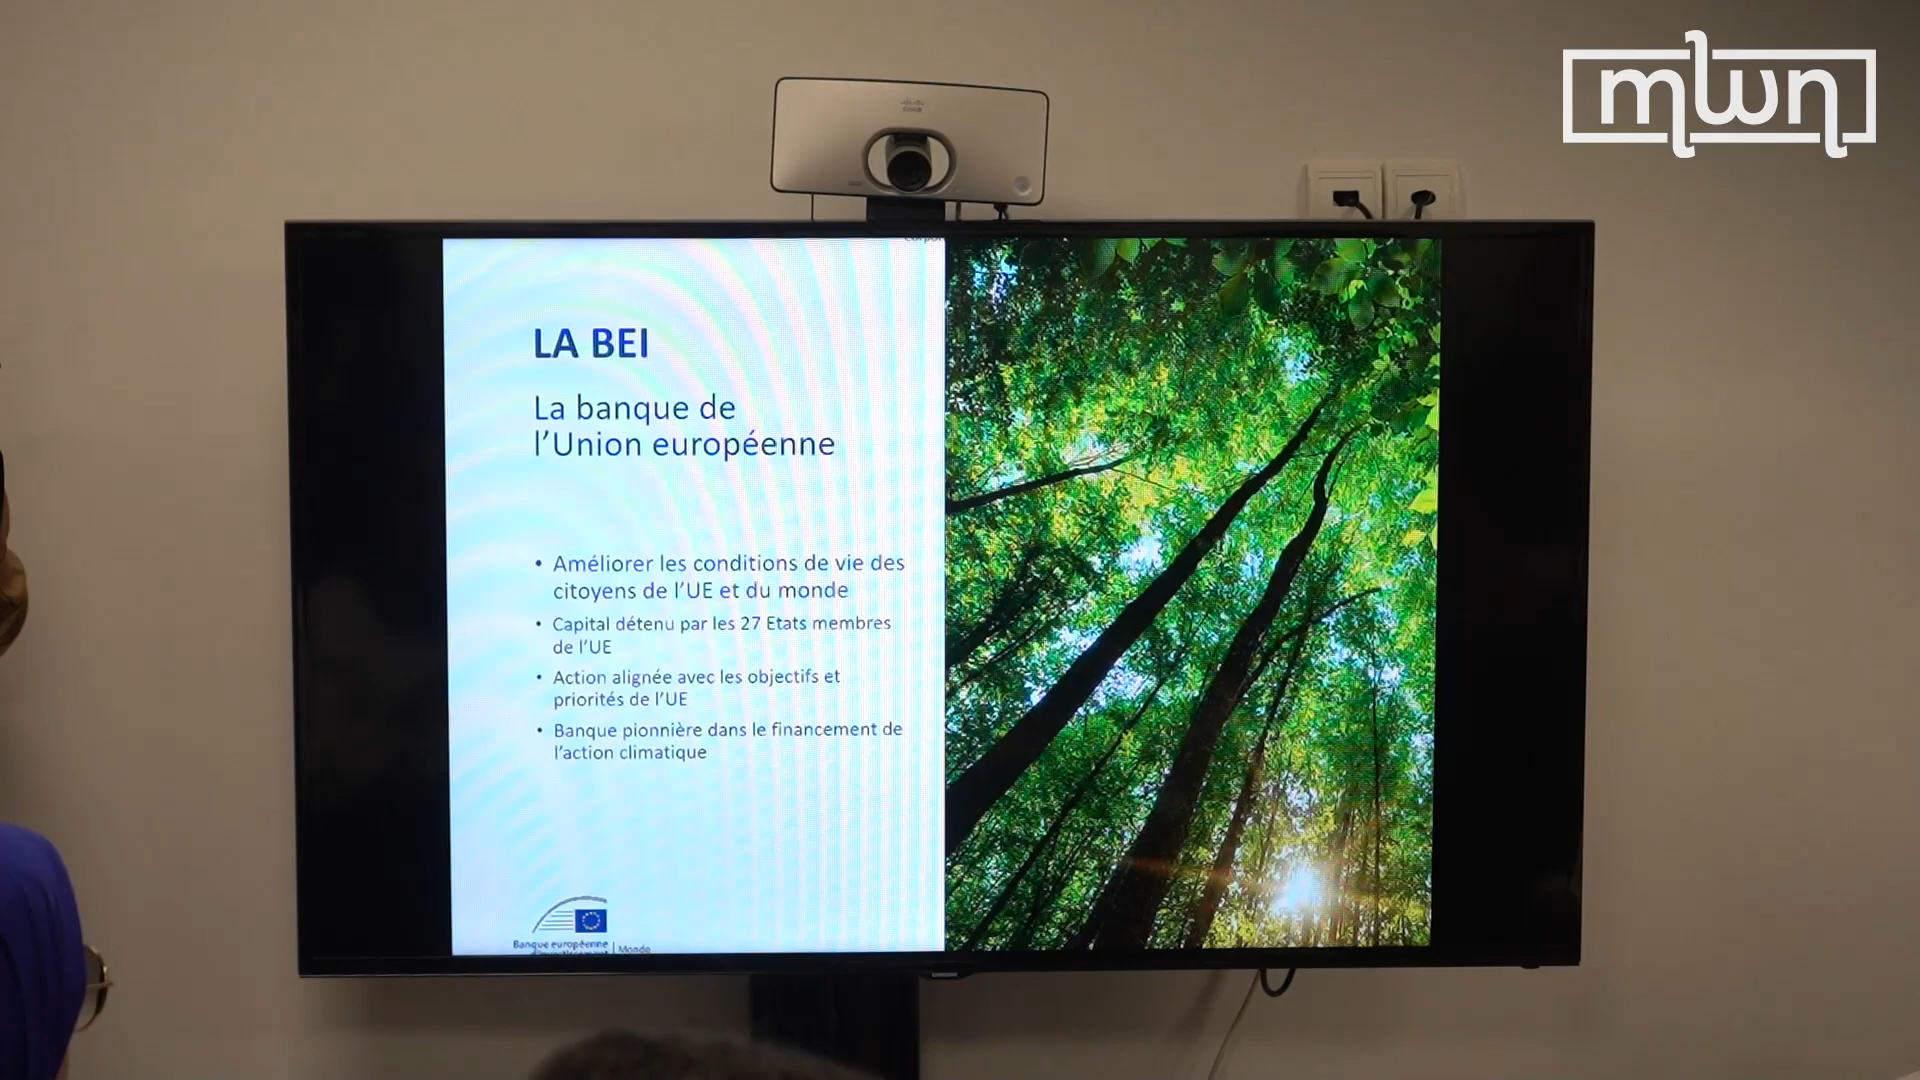 mwn
CISCO
LA BEI
La banque de
l'Union européenne
• Améliorer les conditions de vie des
citoyens de l'UE et du monde
• Capital détenu par les 27 Etats membres
de l'UE
• Action alignée avec les objectifs et
priorités de l'UE
• Banque pionnière dans le financement de
l'action climatique
Banque européenne
d'investissement | Monde